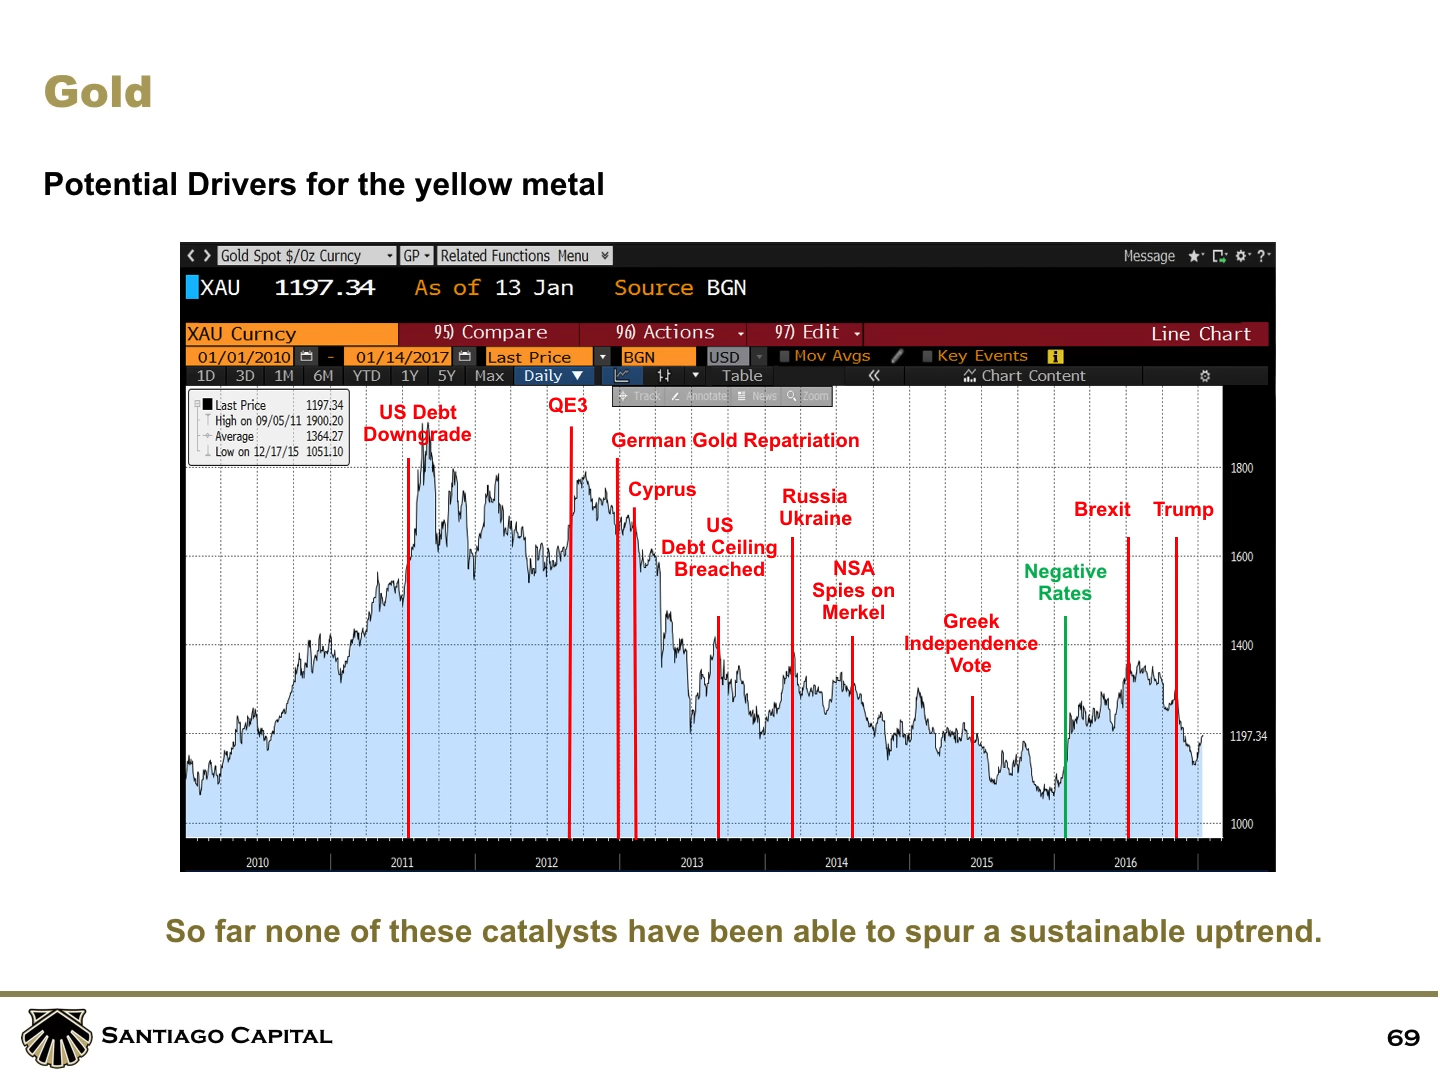 Gold
Potential Drivers for the yellow metal
Gold Spot $/Oz Curncy GP Related Functions Menu Message
XAU 1197.34 As of 13 Jan Source BGN
XAU Curncy 95) Compare 96) Actions 97) Edit Line Chart
01/01/2010 - 01/14/2017 Last Price BGN USD Mov Avgs Key Events
1D 3D 1M 6M YTD 1Y 5Y Max Daily Table Chart Content
Track Annotate News Zoom
Last Price 1197.34
High on 09/05/11 1900.20
Average 1364.27
Low on 12/17/15 1051.10
US Debt
Downgrade
QE3
German Gold Repatriation
Cyprus
US
Debt Ceiling
Breached
Russia
Ukraine
NSA
Spies on
Merkel
Greek
Independence
Vote
Negative
Rates
Brexit
Trump
1800
1600
1400
1197.34
1000
2010 2011 2012 2013 2014 2015 2016
So far none of these catalysts have been able to spur a sustainable uptrend.
Santiago Capital
69